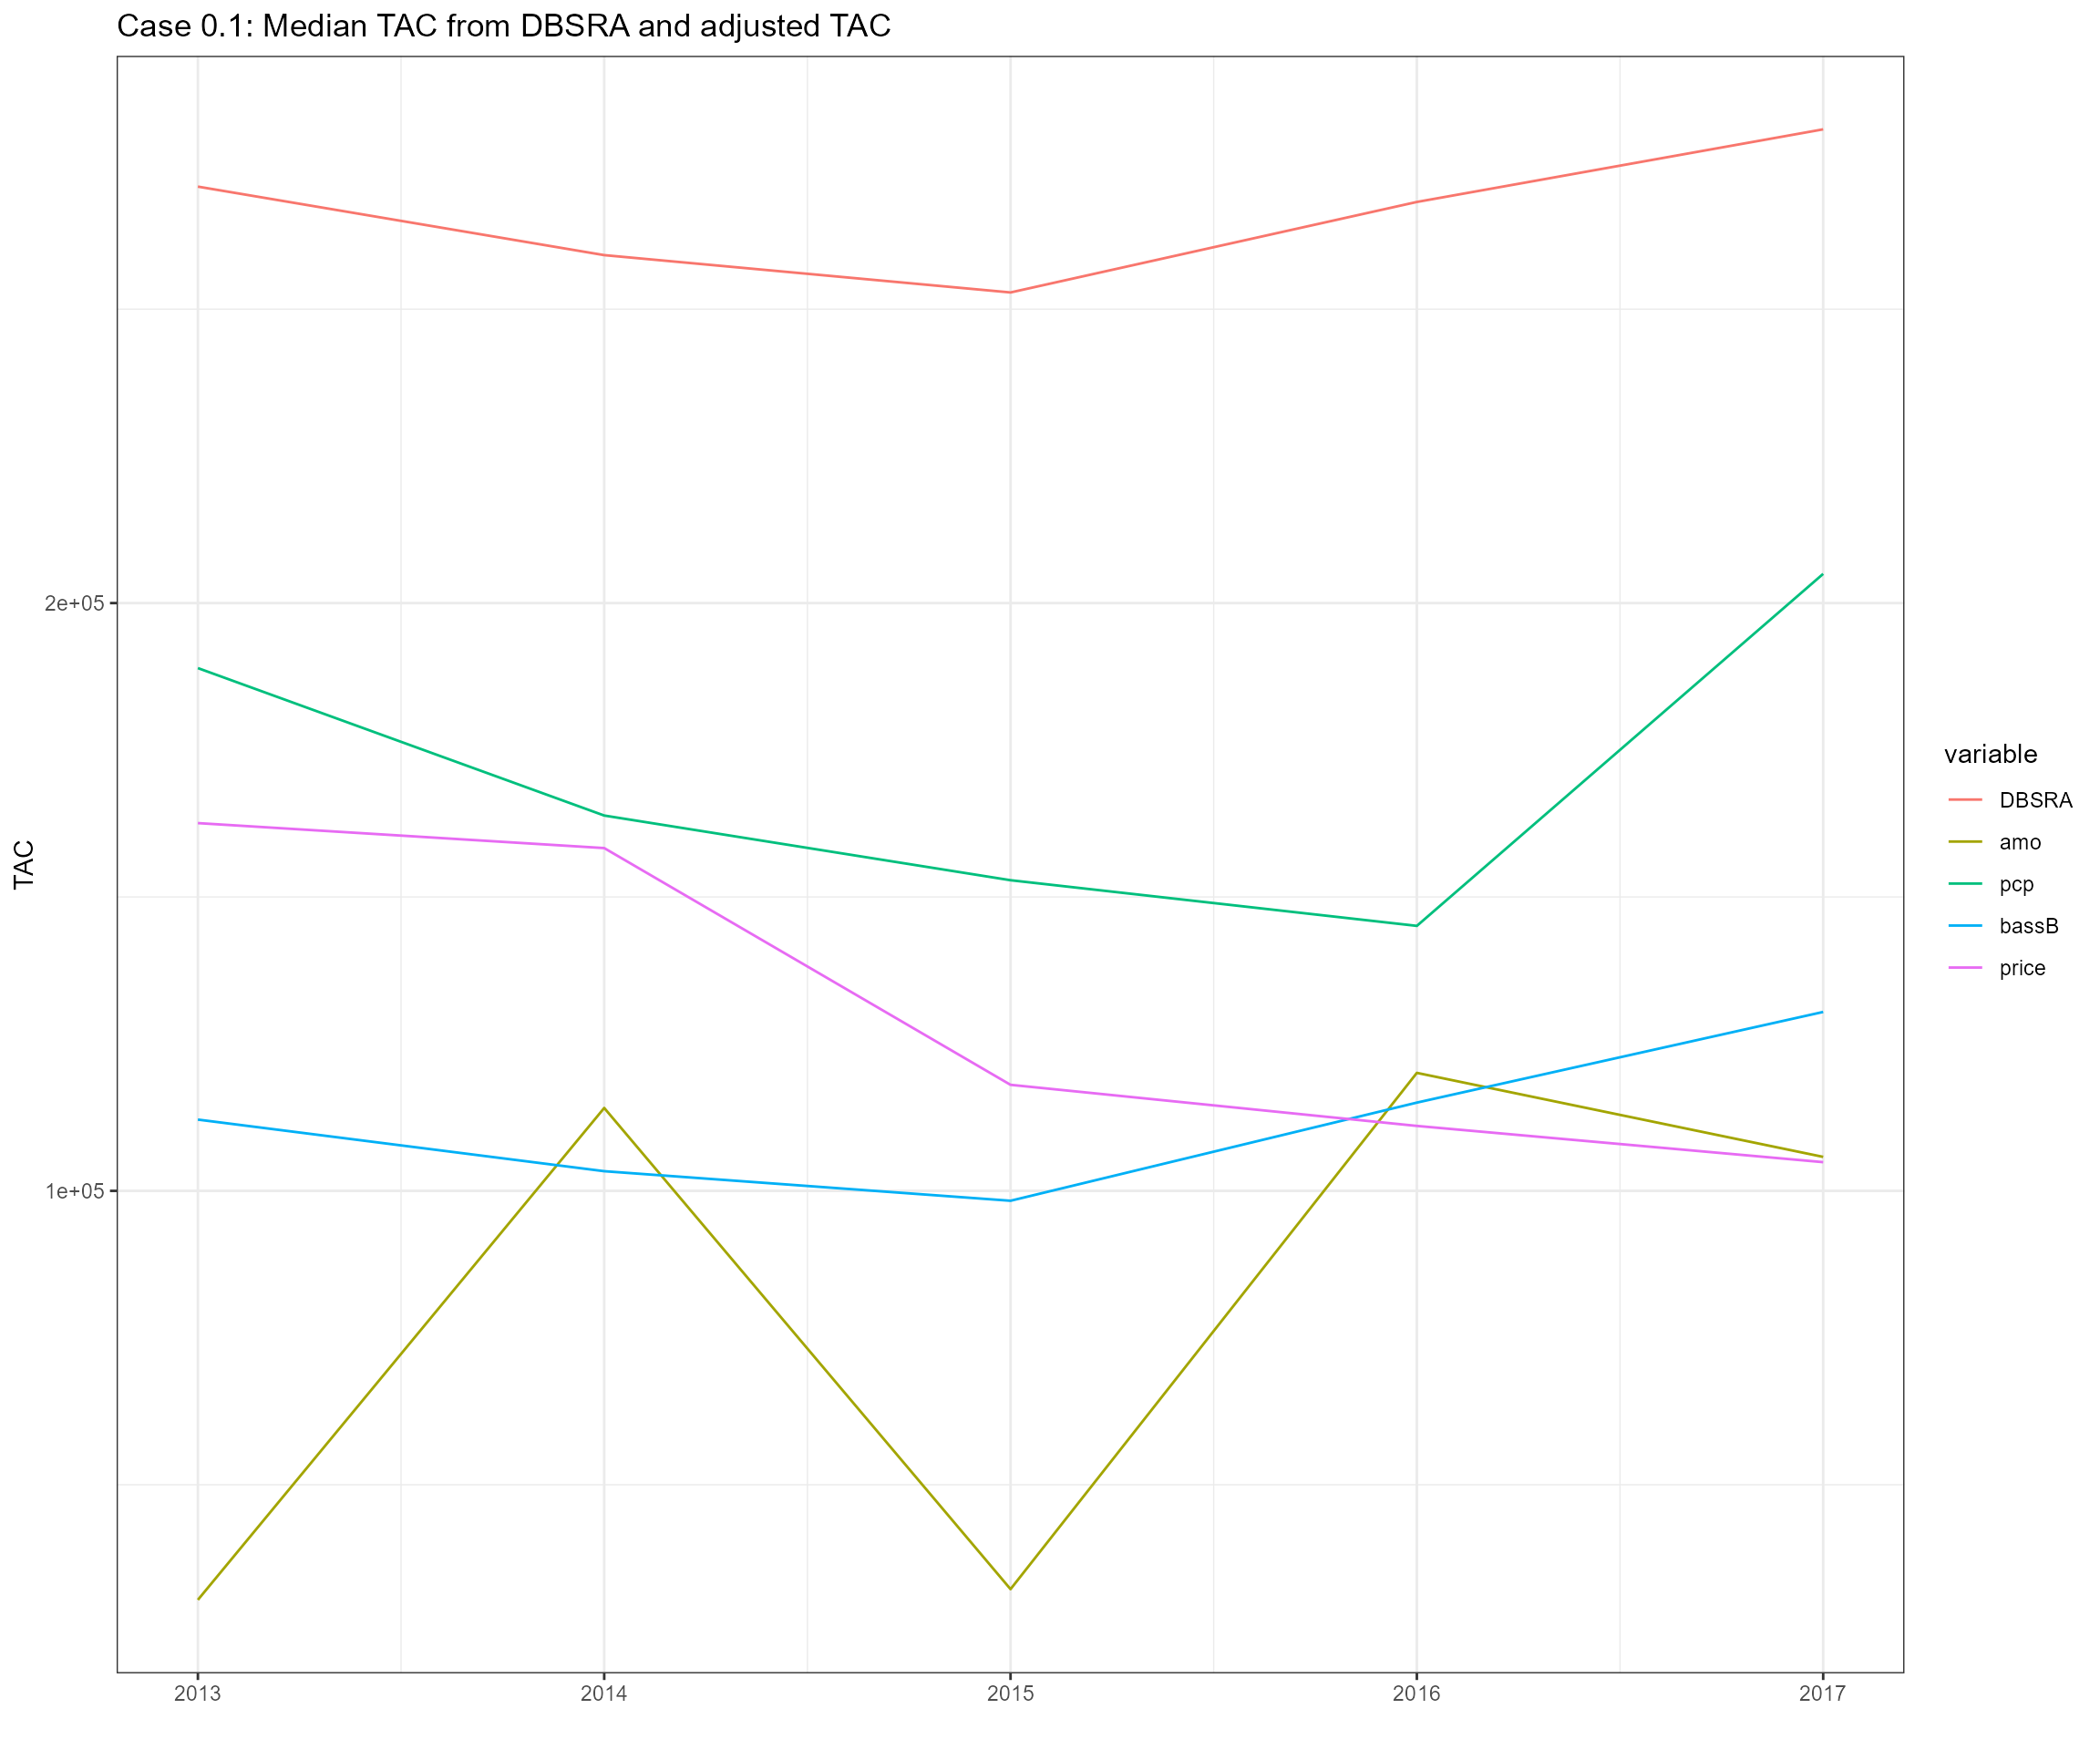 Case 0.1: Median TAC from DBSRA and adjusted TAC
2e+05
1e+05
TAC
2013
2014
2015
2016
2017
variable
DBSRA
amo
pcp
bassB
price